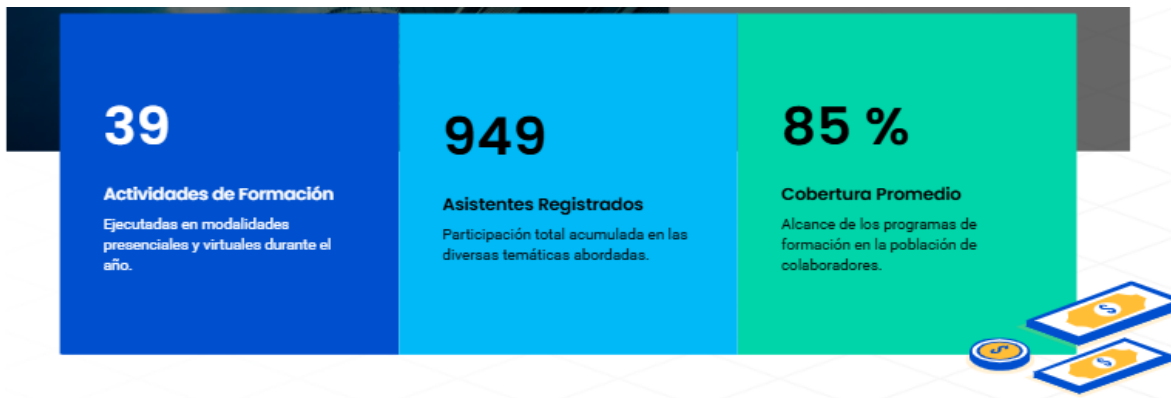 39
Actividades de Formación
Ejecutadas en modalidades
presenciales y virtuales durante el
año.
949
Asistentes Registrados
Participación total acumulada en las
diversas temáticas abordadas.
85 %
Cobertura Promedio
Alcance de los programas de
formación en la población de
colaboradores.